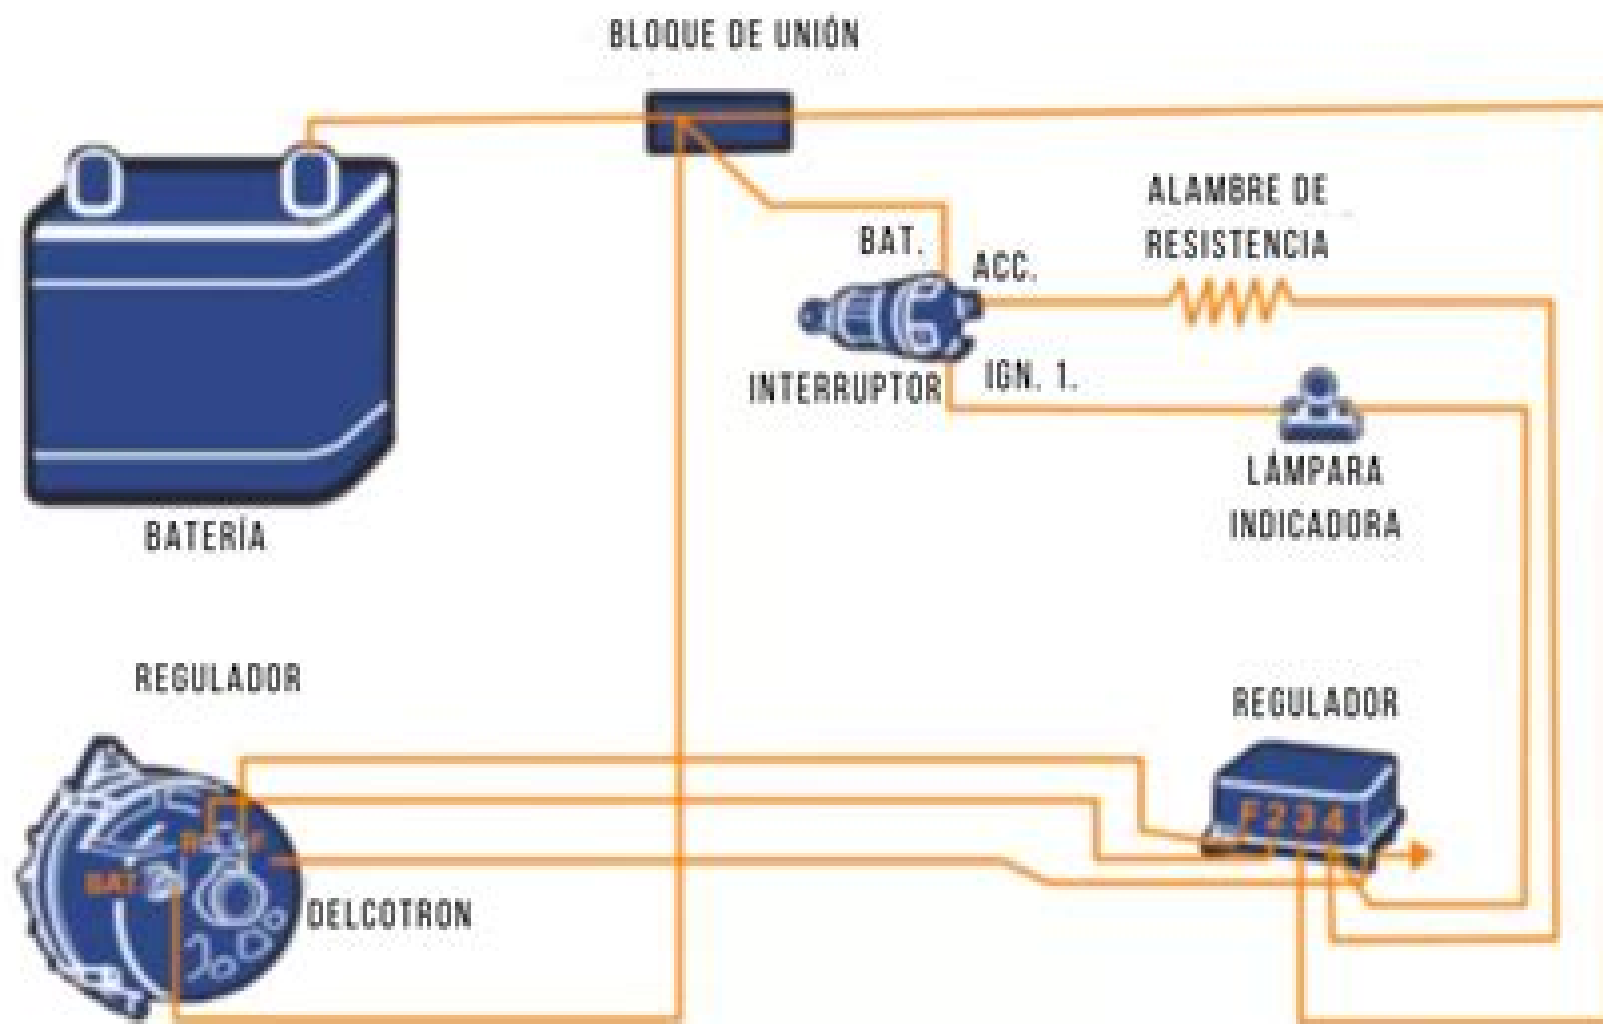 BLOQUE DE UNIÓN
ALAMBRE DE
RESISTENCIA
BAT.
ACC.
INTERRUPTOR
IGN. 1.
LÁMPARA
INDICADORA
BATERÍA
REGULADOR
REGULADOR
F 2 3 4
R F
BAT.
DELCOTRON